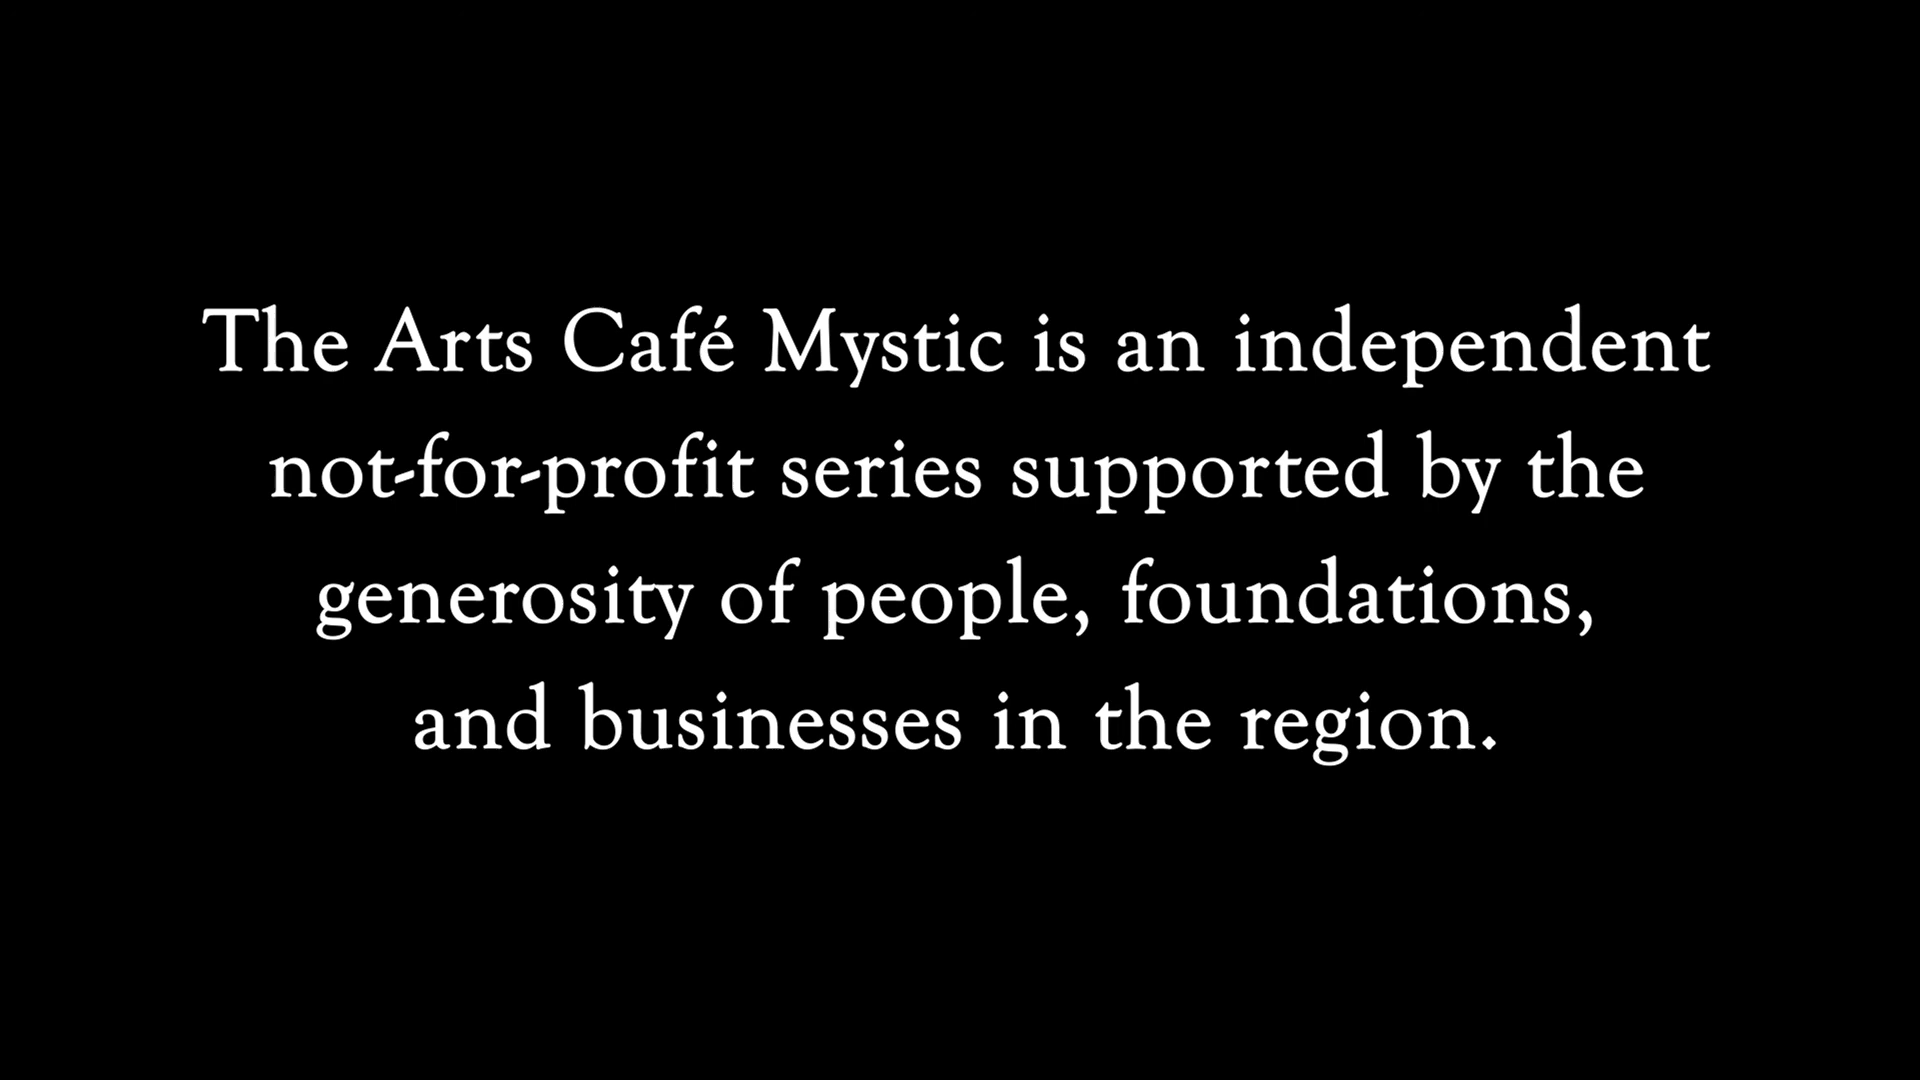 The Arts Café Mystic is an independent
not-for-profit series supported by the
generosity of people, foundations,
and businesses in the region.